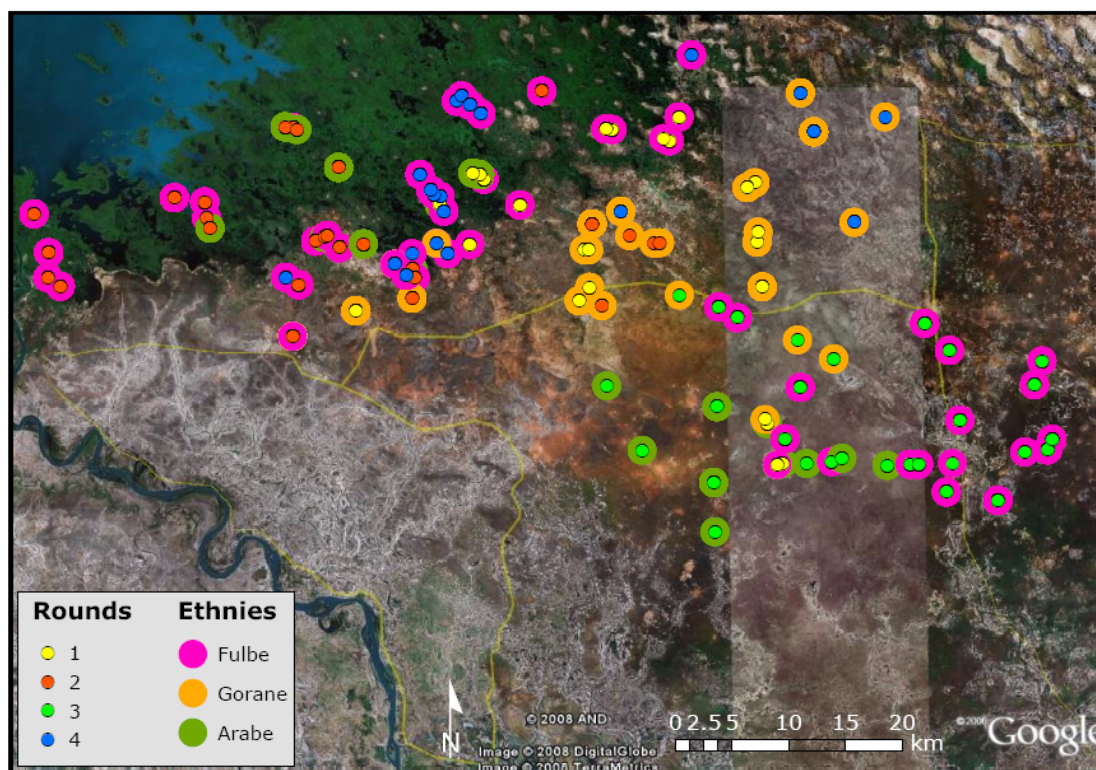 Rounds
Ethnies
1
Fulbe
2
3
Gorane
4
Arabe
N
© 2008 AND
Image © 2008 DigitalGlobe
Image © 2008 TerraMetrics
0 2.5 5 10 15 20
km
Google